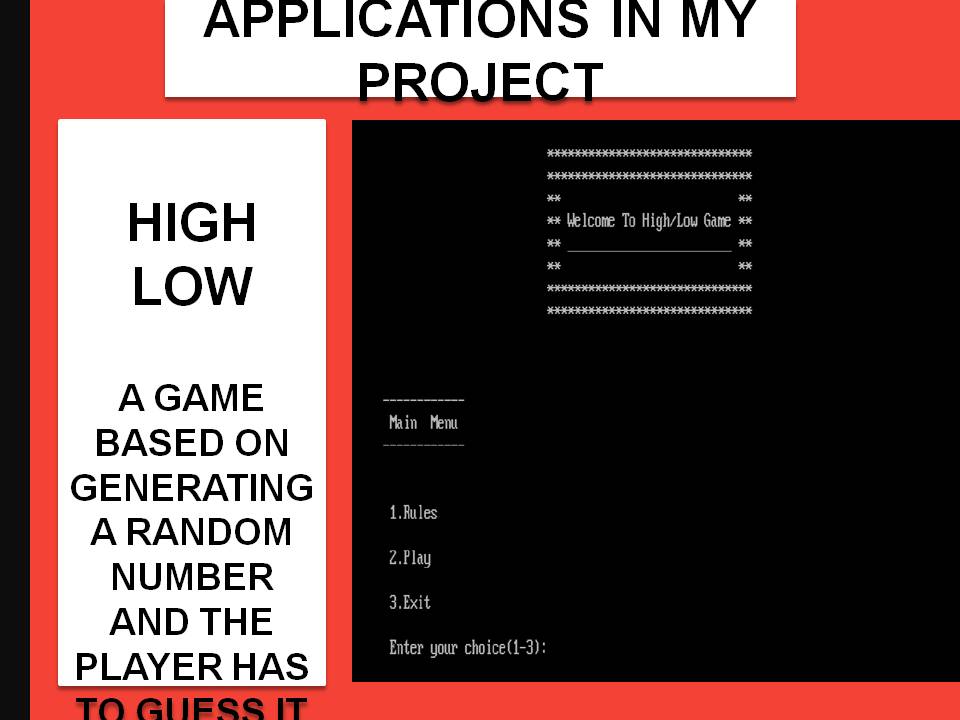 APPLICATIONS IN MY
PROJECT
HIGH
LOW
A GAME
BASED ON
GENERATING
A RANDOM
NUMBER
AND THE
PLAYER HAS
TO GUESS IT
******************************
******************************
** **
** Welcome To High/Low Game **
** ________________________ **
** **
******************************
******************************
------------
Main Menu
------------
1.Rules
2.Play
3.Exit
Enter your choice(1-3):